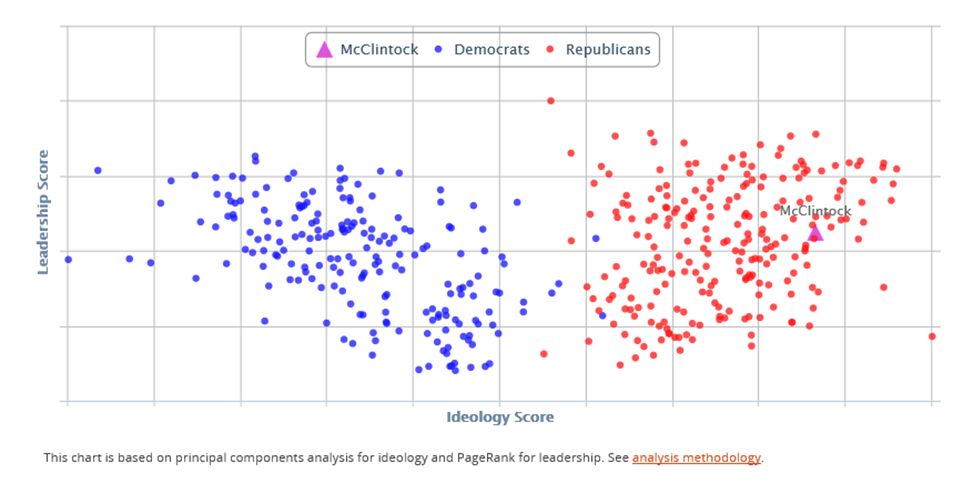 McClintock Democrats Republicans
Leadership Score
McClintock
Ideology Score
This chart is based on principal components analysis for ideology and PageRank for leadership. See analysis methodology.